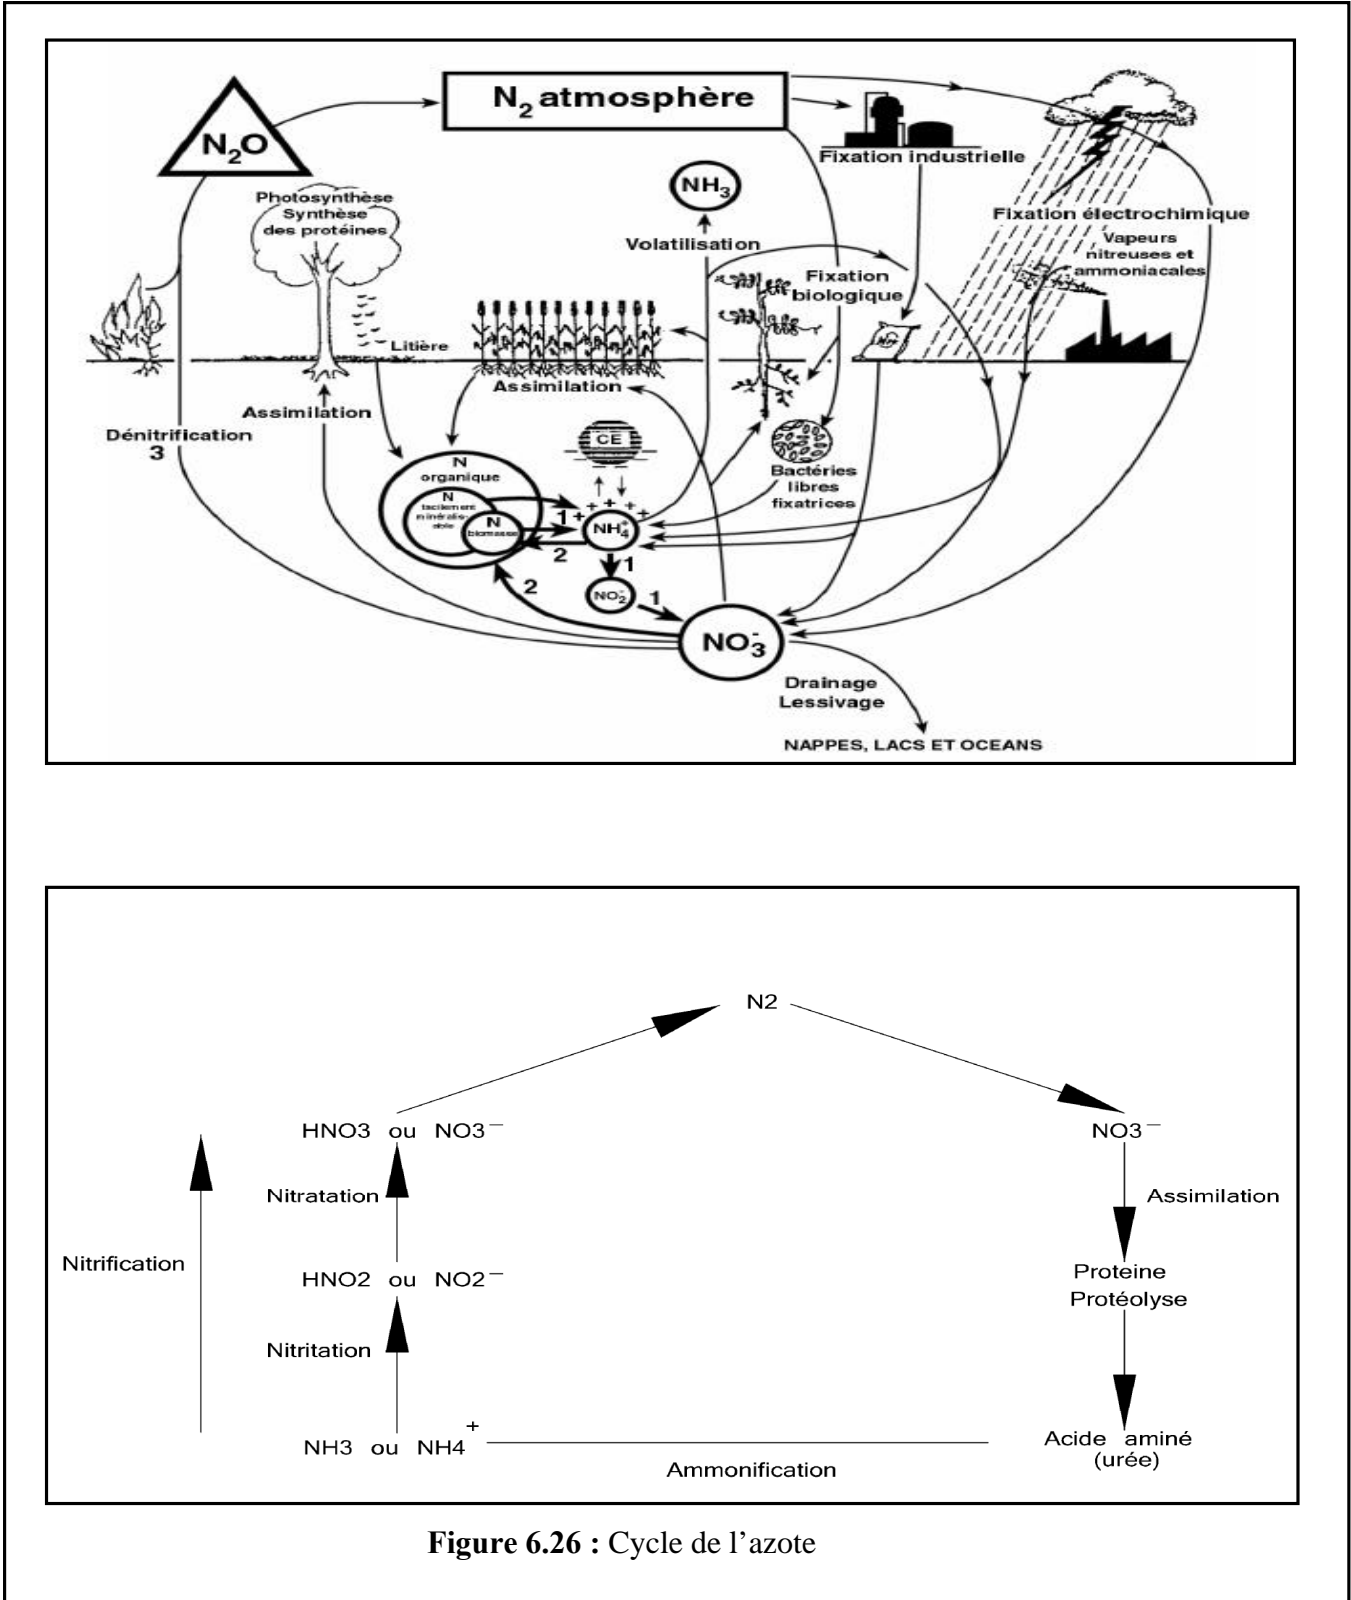 N2 atmosphère
N2O
Fixation industrielle
NH3
Photosynthèse
Synthèse
des protéines
Volatilisation
Fixation électrochimique
Vapeurs
nitreuses et
ammoniacales
Fixation
biologique
Litière
Assimilation
Assimilation
Dénitrification
3
CE
N
organique
N
facilement
minéralis-
able
N
biomasse
Bactéries
libres
fixatrices
1
+ + + + +
NH4+
2
1
2
NO2-
1
NO3-
Drainage
Lessivage
NAPPES, LACS ET OCEANS
N2
HNO3 ou NO3−
NO3−
Nitratation
Assimilation
Nitrification
HNO2 ou NO2−
Proteine
Protéolyse
Nitritation
NH3 ou NH4+
Acide aminé
(urée)
Ammonification
Figure 6.26 : Cycle de l’azote